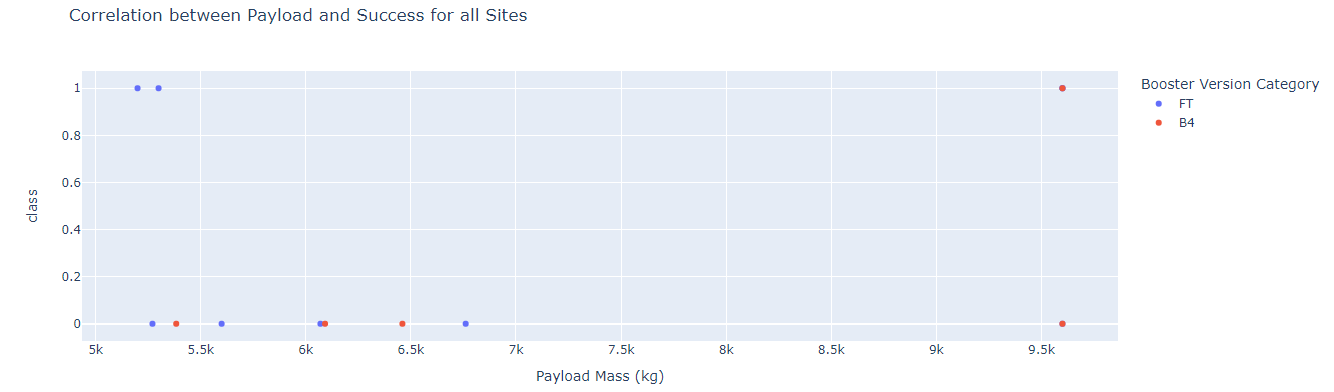 Correlation between Payload and Success for all Sites
Booster Version Category
FT
B4
class
1
0.8
0.6
0.4
0.2
0
5k 5.5k 6k 6.5k 7k 7.5k 8k 8.5k 9k 9.5k
Payload Mass (kg)